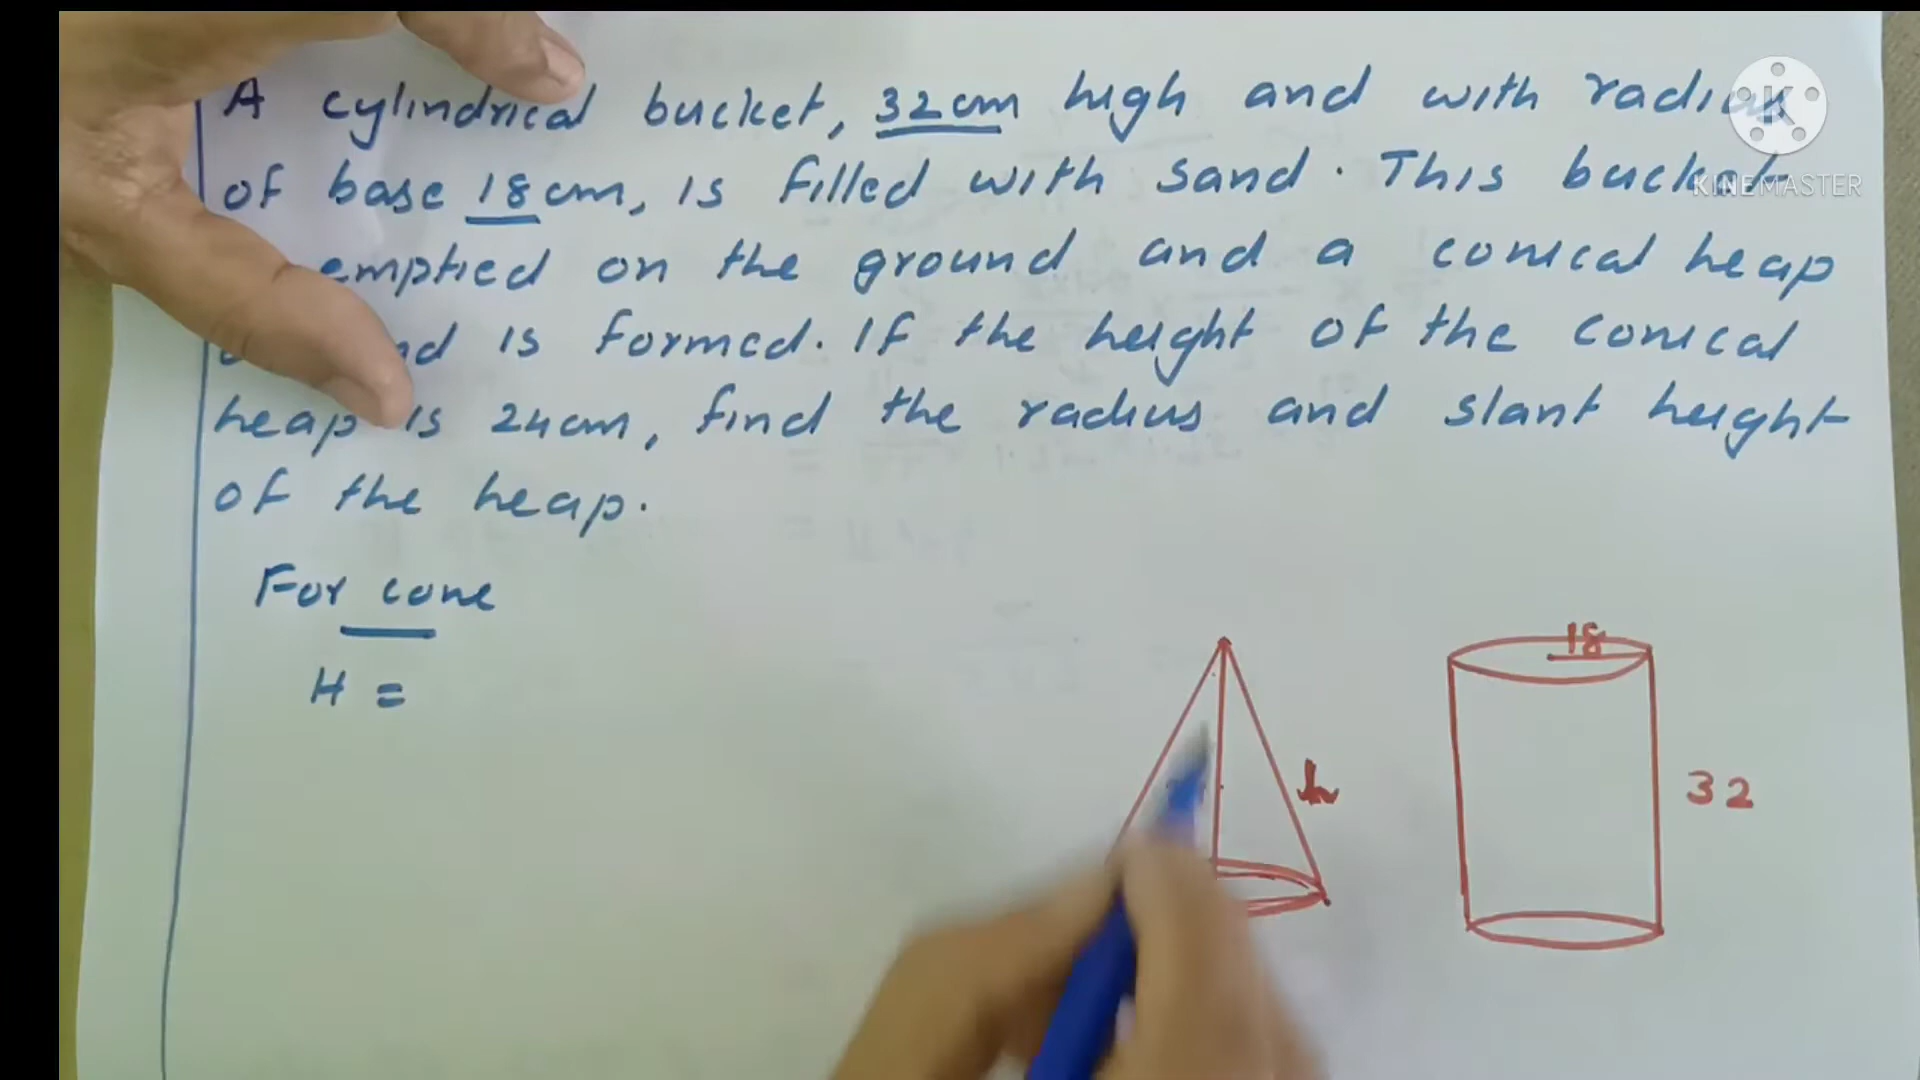 A cylindrical bucket, 32cm high and with radius
of base 18cm, is filled with sand. This bucket
emptied on the ground and a conical heap
is formed. If the height of the conical
heap is 24cm, find the radius and slant height
of the heap.
For cone
H =
18
32
K
KINEMASTER